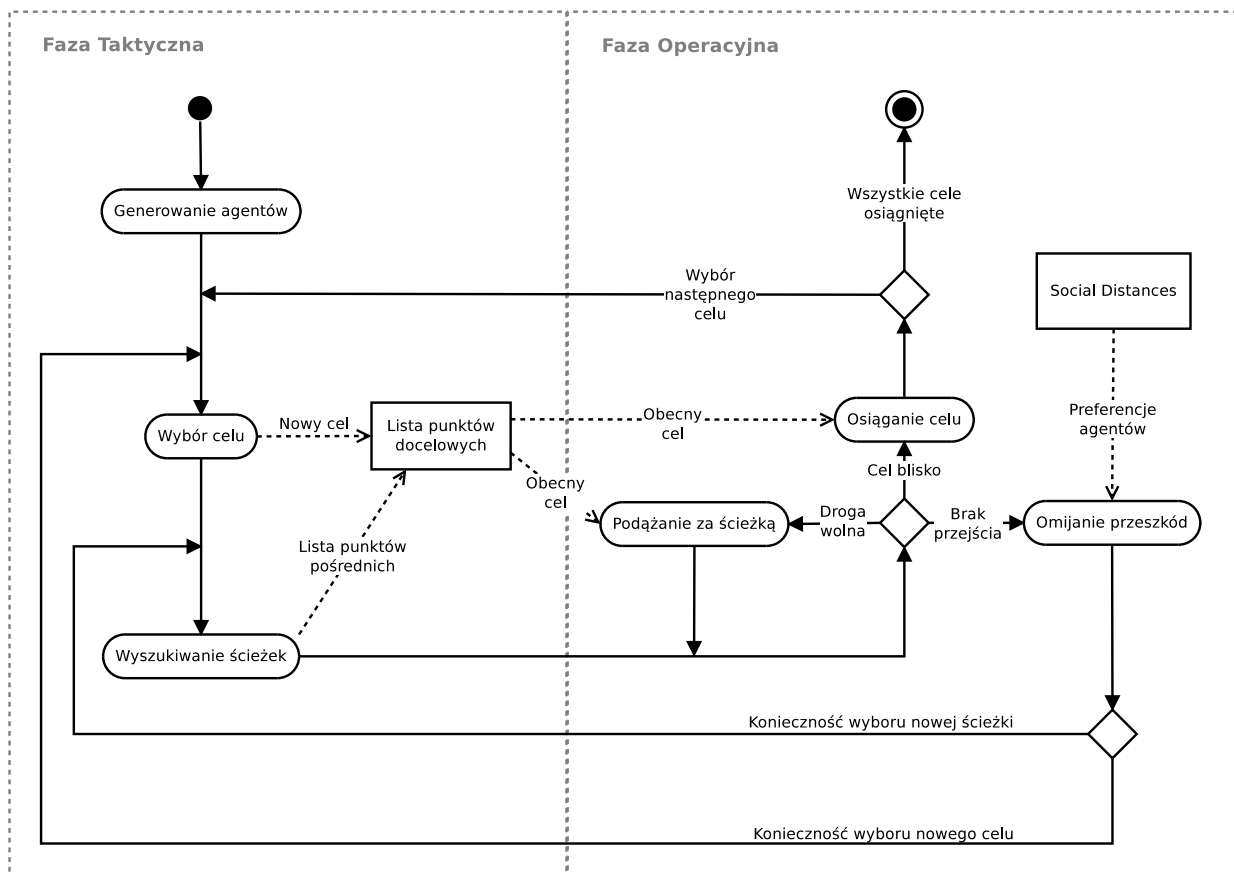 Faza Taktyczna
Faza Operacyjna
Generowanie agentów
Wszystkie cele
osiągnięte
Wybór
następnego
celu
Social Distances
Nowy cel
Wybór celu
Lista punktów
docelowych
Obecny
cel
Osiąganie celu
Preferencje
agentów
Cel blisko
Obecny
cel
Podążanie za ścieżką
Droga
wolna
Brak
przejścia
Omijanie przeszkód
Lista punktów
pośrednich
Wyszukiwanie ścieżek
Konieczność wyboru nowej ścieżki
Konieczność wyboru nowego celu